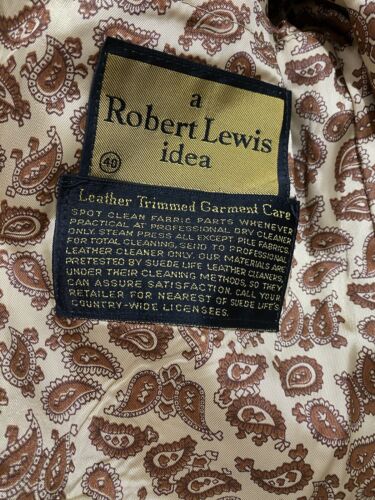 a
Robert Lewis
40
idea
Leather Trimmed Garment Care
SPOT CLEAN FABRIC PARTS WHENEVER
PRACTICAL AT PROFESSIONAL DRY CLEANER
ONLY. STEAM PRESS ALL EXCEPT PILE FABRIC.
FOR TOTAL CLEANING, SEND TO PROFESSIONAL
LEATHER CLEANER ONLY. OUR MATERIALS ARE
PRETESTED BY SUEDE LIFE LEATHER CLEANERS
UNDER THEIR CLEANING METHODS, SO THEY
CAN ASSURE SATISFACTION. CALL YOUR
RETAILER FOR NEAREST OF SUEDE LIFE'S
COUNTRY-WIDE LICENSEES.